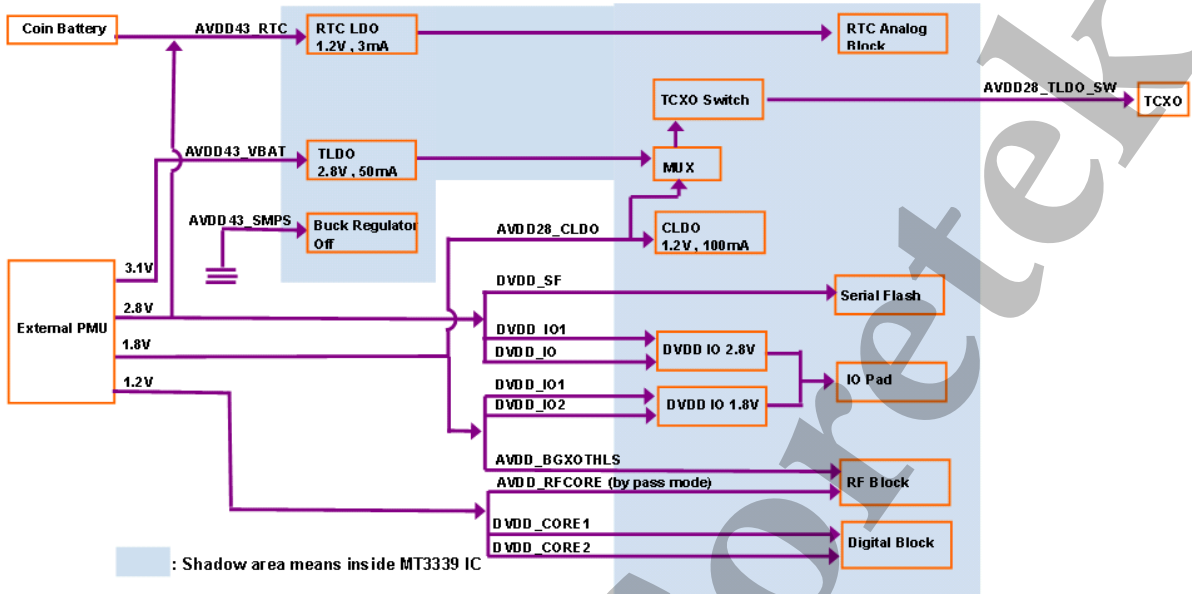 Coin Battery
AVDD43_RTC
RTC LDO
1.2V , 3mA
RTC Analog
Block
TCXO Switch
AVDD28_TLDO_SW
TCXO
AVDD43_VBAT
TLDO
2.8V , 50mA
MUX
AVDD43_SMPS
Buck Regulator
Off
AVDD28_CLDO
CLDO
1.2V , 100mA
External PMU
3.1V
2.8V
1.8V
1.2V
DVDD_SF
Serial Flash
DVDD_IO1
DVDD_IO
DVDD IO 2.8V
IO Pad
DVDD_IO1
DVDD_IO2
DVDD IO 1.8V
AVDD_BGXOTHLS
AVDD_RFCORE (by pass mode)
RF Block
DVDD_CORE1
DVDD_CORE2
Digital Block
: Shadow area means inside MT3339 IC
oretek